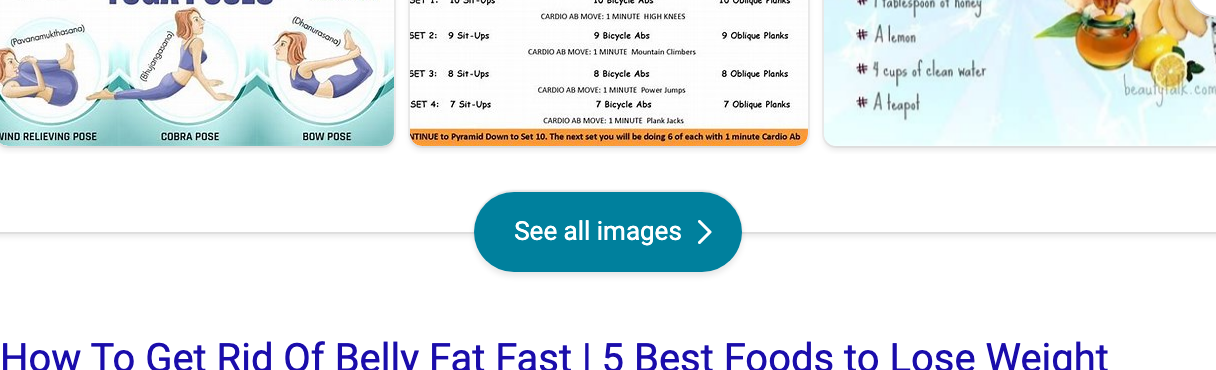 YOGA POSES
(Pavanamukthasana)
(Bhujangasana)
(Dhanurasana)
WIND RELIEVING POSE
COBRA POSE
BOW POSE
SET 1: 10 Sit-Ups 10 Bicycle Abs 10 Oblique Planks
CARDIO AB MOVE: 1 MINUTE HIGH KNEES
SET 2: 9 Sit-Ups 9 Bicycle Abs 9 Oblique Planks
CARDIO AB MOVE: 1 MINUTE Mountain Climbers
SET 3: 8 Sit-Ups 8 Bicycle Abs 8 Oblique Planks
CARDIO AB MOVE: 1 MINUTE Power Jumps
SET 4: 7 Sit-Ups 7 Bicycle Abs 7 Oblique Planks
CARDIO AB MOVE: 1 MINUTE Plank Jacks
NTINUE to Pyramid Down to Set 10. The next set you will be doing 6 of each with 1 minute Cardio Ab
# 1 tablespoon of honey
# A lemon
# 4 cups of clean water
# A teapot
beautytalk.com
See all images
How To Get Rid Of Belly Fat Fast | 5 Best Foods to Lose Weight